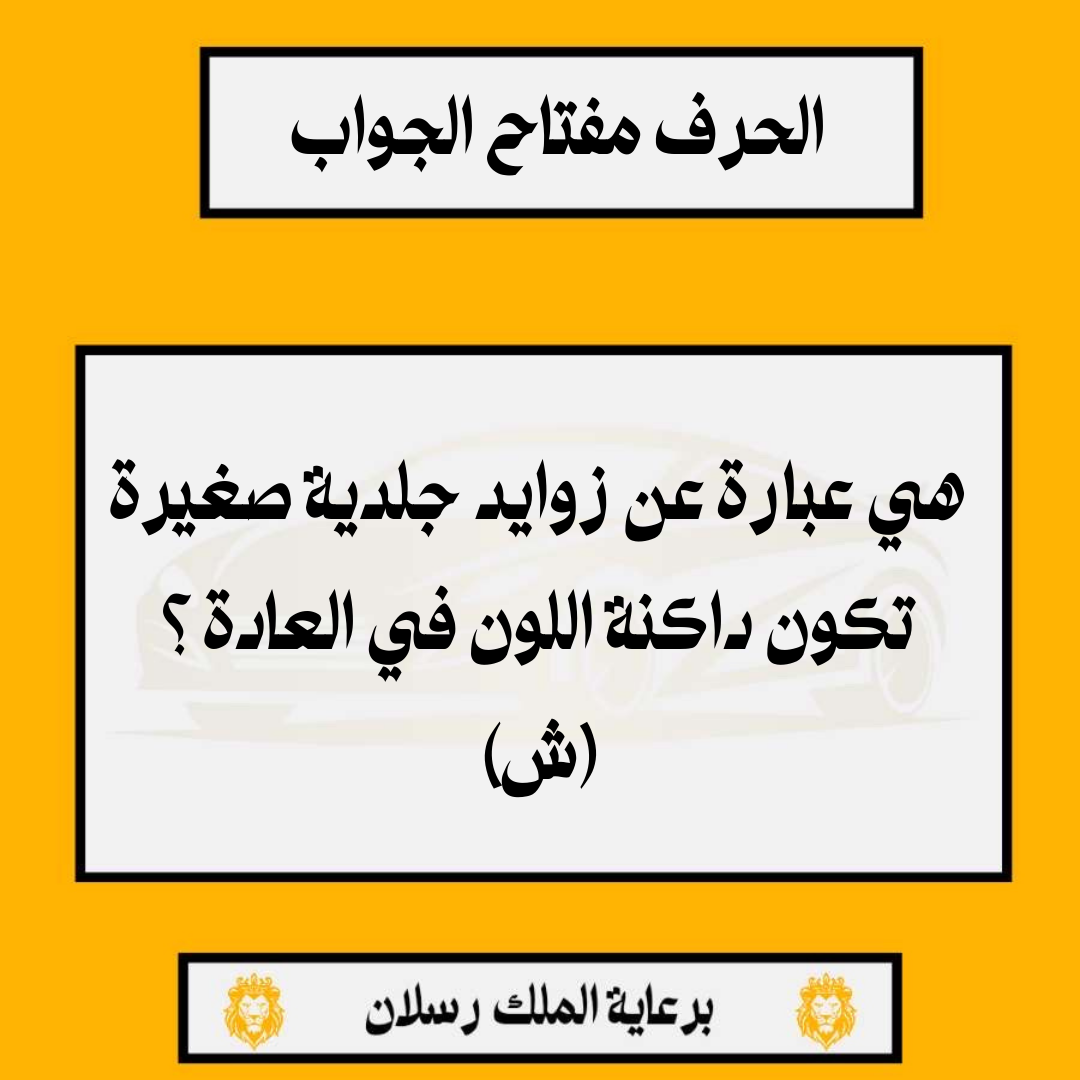 الحرف مفتاح الجواب
هي عبارة عن زوايد جلدية صغيرة
تكون داكنة اللون في العادة ؟
(ش)
برعاية الملك رسلان